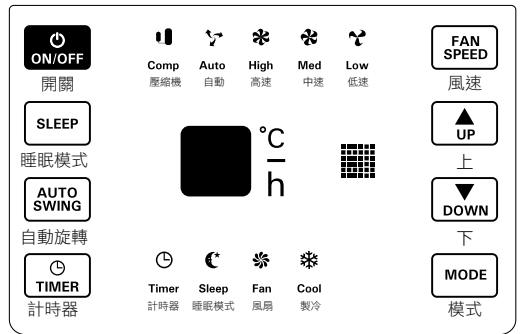 ON/OFF
開關
SLEEP
睡眠模式
AUTO
SWING
自動旋轉
TIMER
計時器
Comp
壓縮機
Auto
自動
High
高速
Med
中速
Low
低速
°C
h
Timer
計時器
Sleep
睡眠模式
Fan
風扇
Cool
製冷
FAN
SPEED
風速
UP
上
DOWN
下
MODE
模式